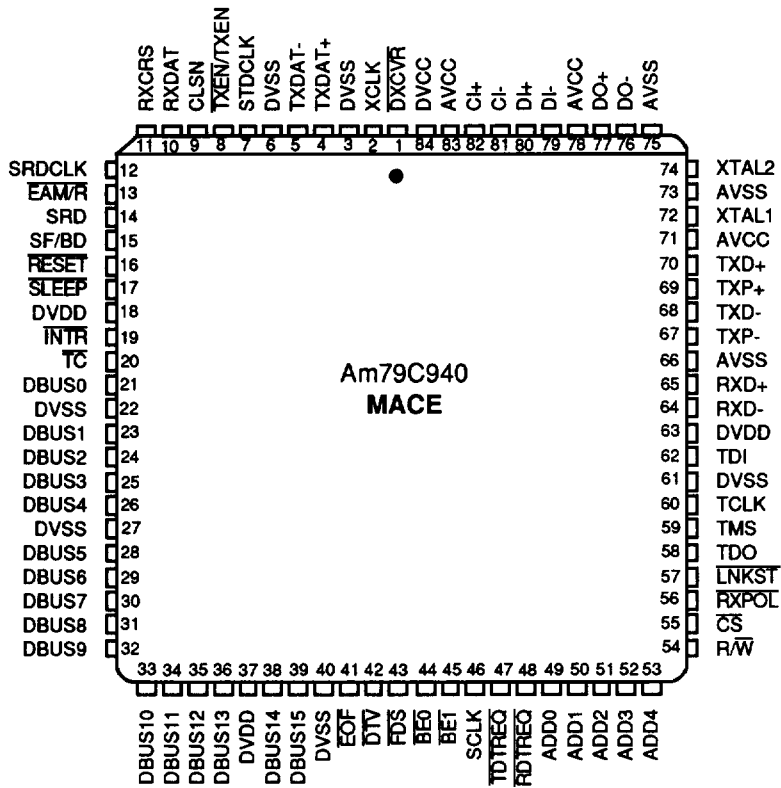 RXCRS RXDAT CLSN TXEN/TXEN STDCLK DVSS TXDAT- TXDAT+ DVSS XCLK DXCVR DVCC AVCC CI+ CI- DI+ DI- AVCC DO+ DO- AVSS
11 10 9 8 7 6 5 4 3 2 1 84 83 82 81 80 79 78 77 76 75
SRDCLK 12
EAM/R 13
SRD 14
SF/BD 15
RESET 16
SLEEP 17
DVDD 18
INTR 19
TC 20
DBUS0 21
DVSS 22
DBUS1 23
DBUS2 24
DBUS3 25
DBUS4 26
DVSS 27
DBUS5 28
DBUS6 29
DBUS7 30
DBUS8 31
DBUS9 32
Am79C940
MACE
74 XTAL2
73 AVSS
72 XTAL1
71 AVCC
70 TXD+
69 TXP+
68 TXD-
67 TXP-
66 AVSS
65 RXD+
64 RXD-
63 DVDD
62 TDI
61 DVSS
60 TCLK
59 TMS
58 TDO
57 LNKST
56 RXPOL
55 CS
54 R/W
33 34 35 36 37 38 39 40 41 42 43 44 45 46 47 48 49 50 51 52 53
DBUS10 DBUS11 DBUS12 DBUS13 DVDD DBUS14 DBUS15 DVSS EOF DTV FDS BE0 BE1 SCLK TDTREQ RDTREQ ADD0 ADD1 ADD2 ADD3 ADD4